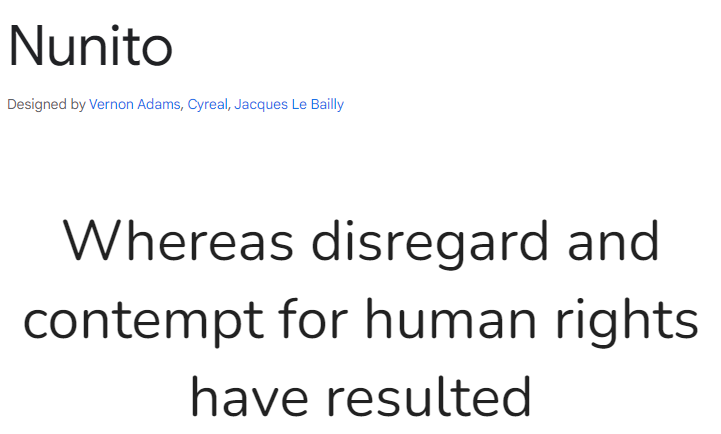 Nunito
Designed by Vernon Adams, Cyreal, Jacques Le Bailly
Whereas disregard and
contempt for human rights
have resulted